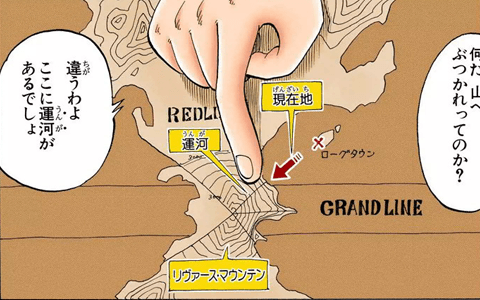 何だ山へ
ぶつかれってのか？
違うわよ
ここに運河が
あるでしょ
現在地
REDLI
運河
ローグタウン
GRAND LINE
リヴァース・マウンテン